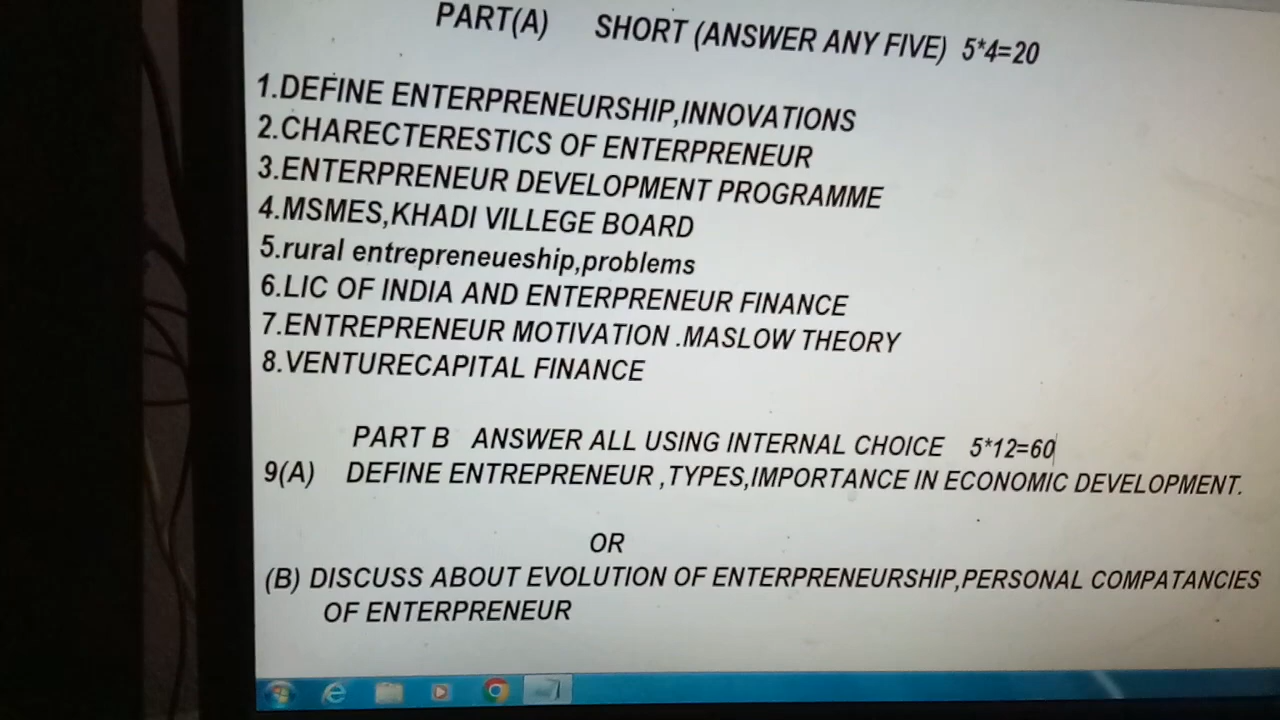 PART(A) SHORT (ANSWER ANY FIVE) 5*4=20
1.DEFINE ENTERPRENEURSHIP,INNOVATIONS
2.CHARECTERESTICS OF ENTERPRENEUR
3.ENTERPRENEUR DEVELOPMENT PROGRAMME
4.MSMES,KHADI VILLEGE BOARD
5.rural entrepreneueship,problems
6.LIC OF INDIA AND ENTERPRENEUR FINANCE
7.ENTREPRENEUR MOTIVATION .MASLOW THEORY
8.VENTURECAPITAL FINANCE
PART B ANSWER ALL USING INTERNAL CHOICE 5*12=60
9(A) DEFINE ENTREPRENEUR ,TYPES,IMPORTANCE IN ECONOMIC DEVELOPMENT.
OR
(B) DISCUSS ABOUT EVOLUTION OF ENTERPRENEURSHIP,PERSONAL COMPATANCIES
OF ENTERPRENEUR